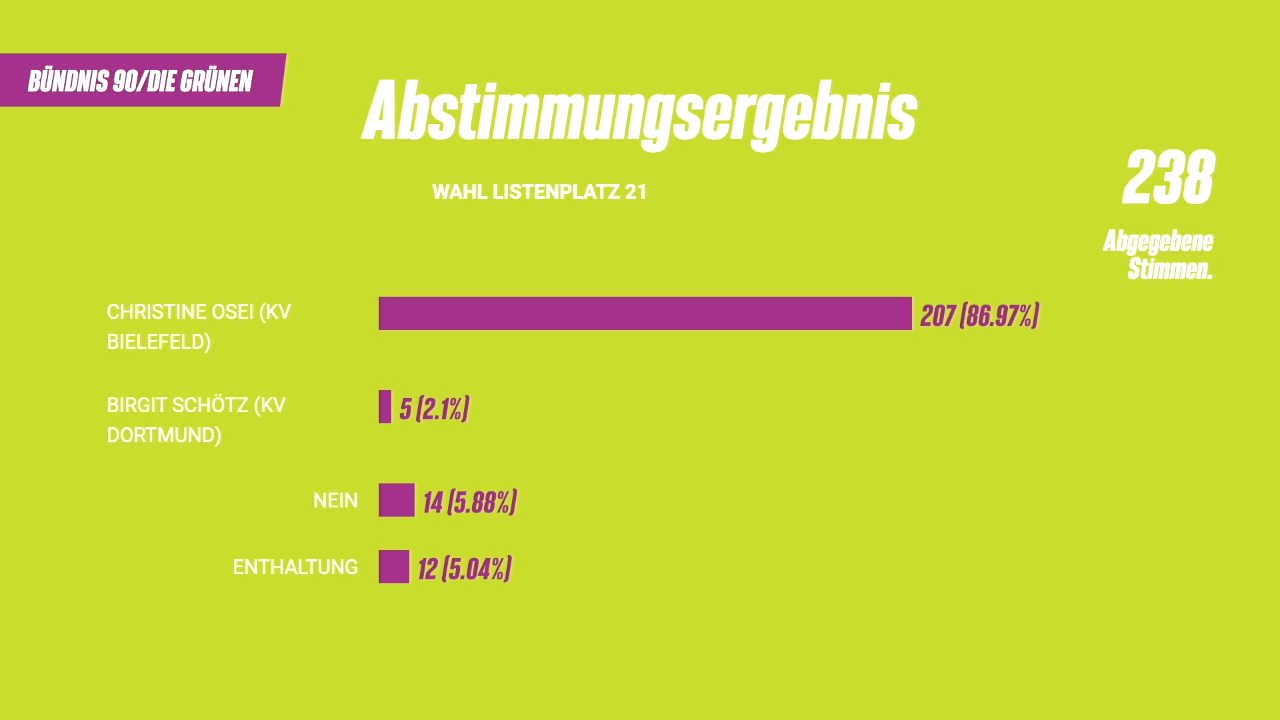 BÜNDNIS 90/DIE GRÜNEN
Abstimmungsergebnis
WAHL LISTENPLATZ 21
238
Abgegebene
Stimmen.
CHRISTINE OSEI (KV
BIELEFELD)
207 (86.97%)
BIRGIT SCHÖTZ (KV
DORTMUND)
5 (2.1%)
NEIN
14 (5.88%)
ENTHALTUNG
12 (5.04%)